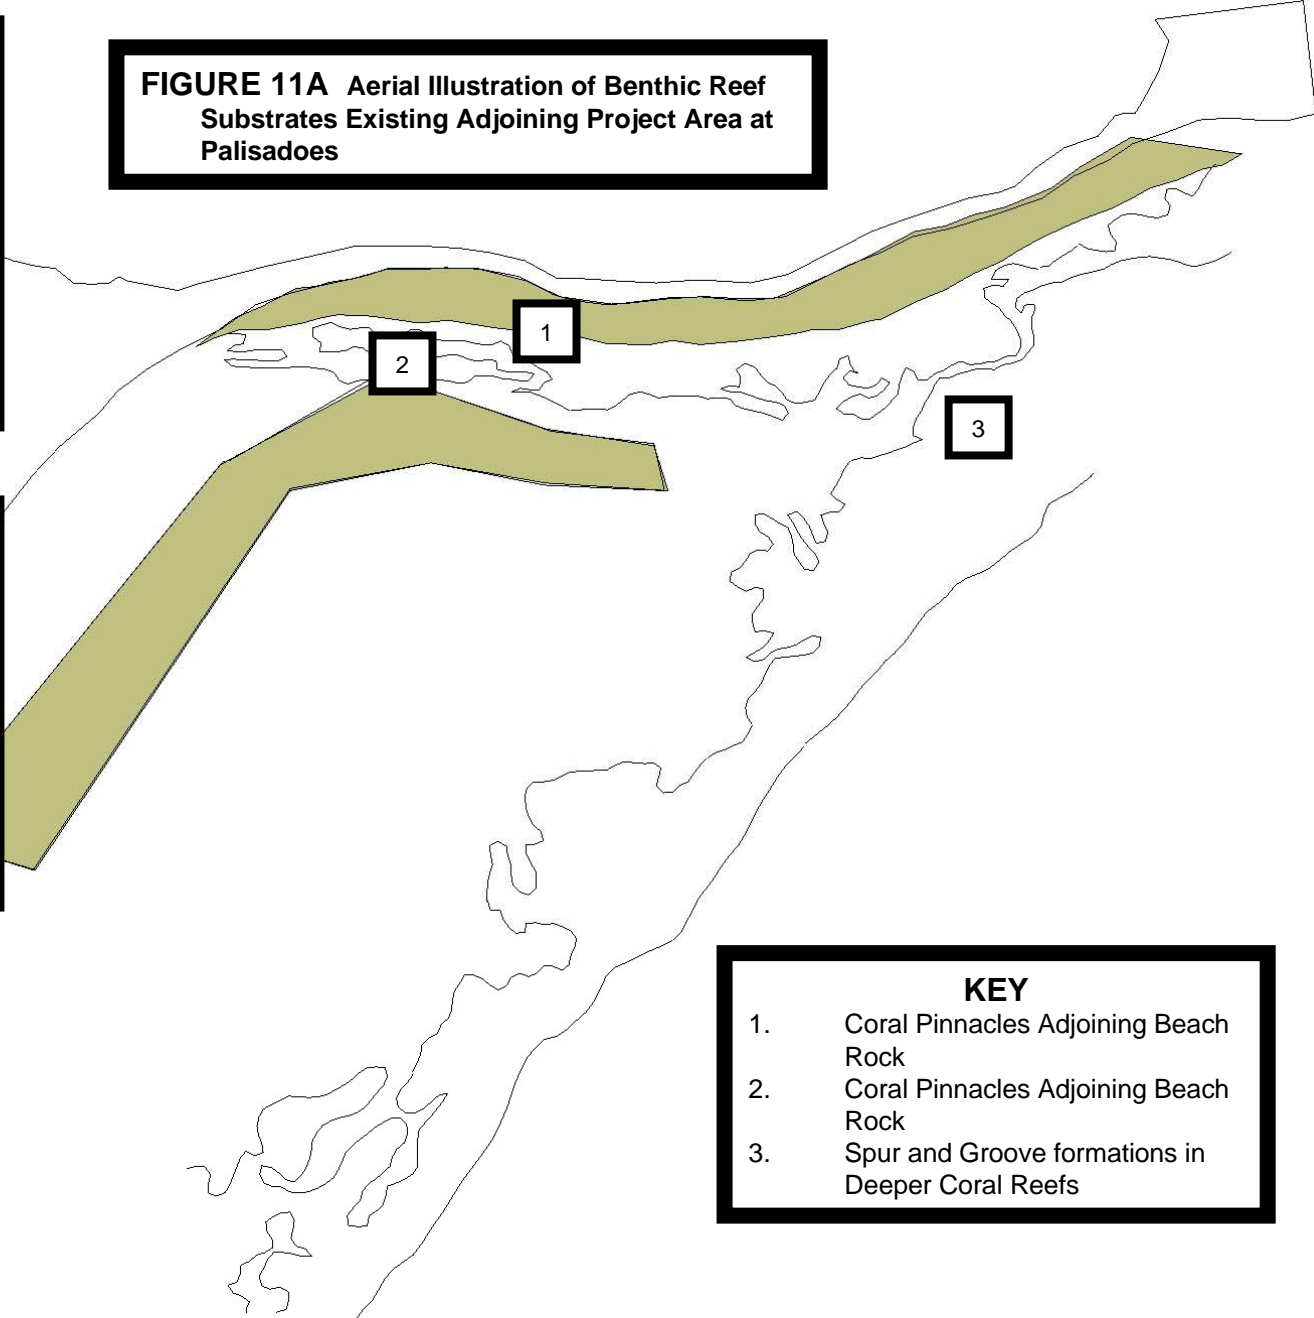 FIGURE 11A Aerial Illustration of Benthic Reef
Substrates Existing Adjoining Project Area at
Palisadoes
1
2
3
KEY
1. Coral Pinnacles Adjoining Beach
Rock
2. Coral Pinnacles Adjoining Beach
Rock
3. Spur and Groove formations in
Deeper Coral Reefs